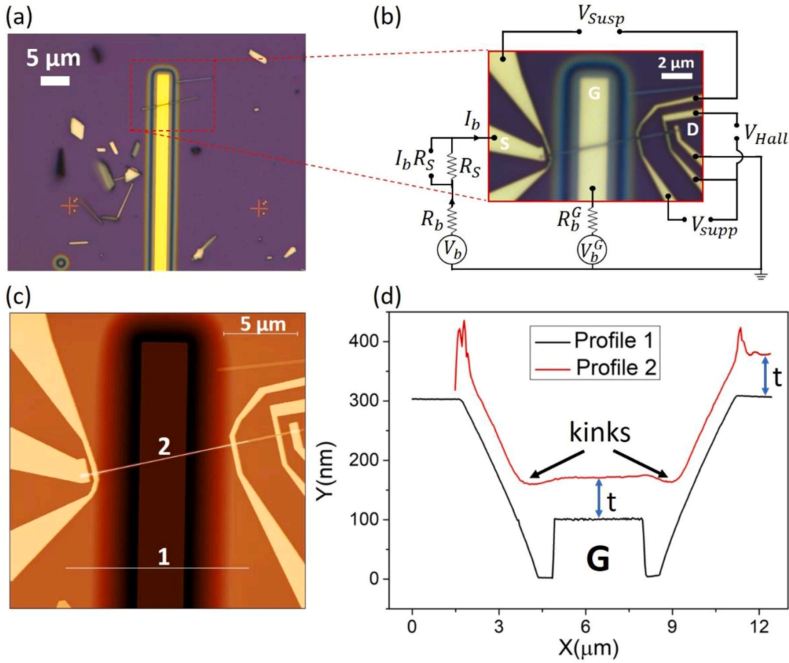 (a)
5 µm
(b)
V_Susp
2 µm
G
I_b
S
D
V_Hall
I_b R_S
R_S
R_b
R_b^G
V_supp
V_b
V_b^G
(c)
5 µm
2
1
(d)
400
300
200
100
0
Y(nm)
Profile 1
Profile 2
t
kinks
t
G
0
3
6
9
12
X(µm)